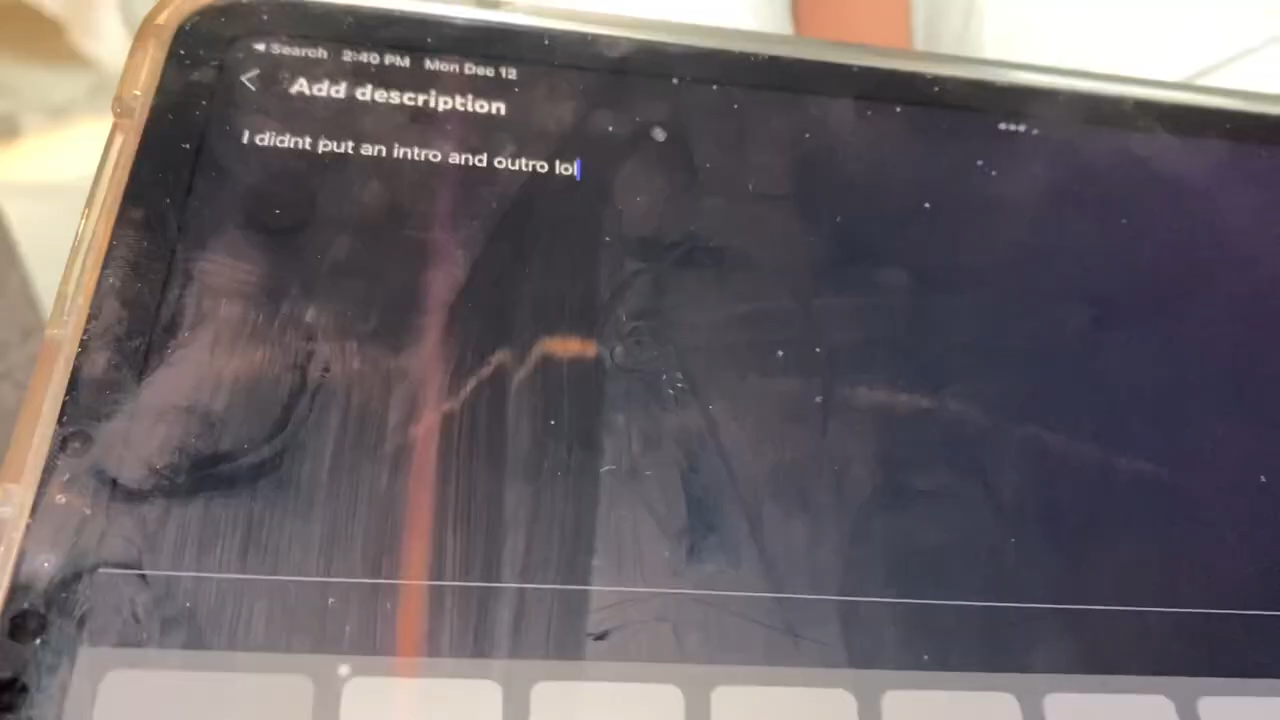 ◀ Search 2:40 PM Mon Dec 12
Add description
I didnt put an intro and outro lol